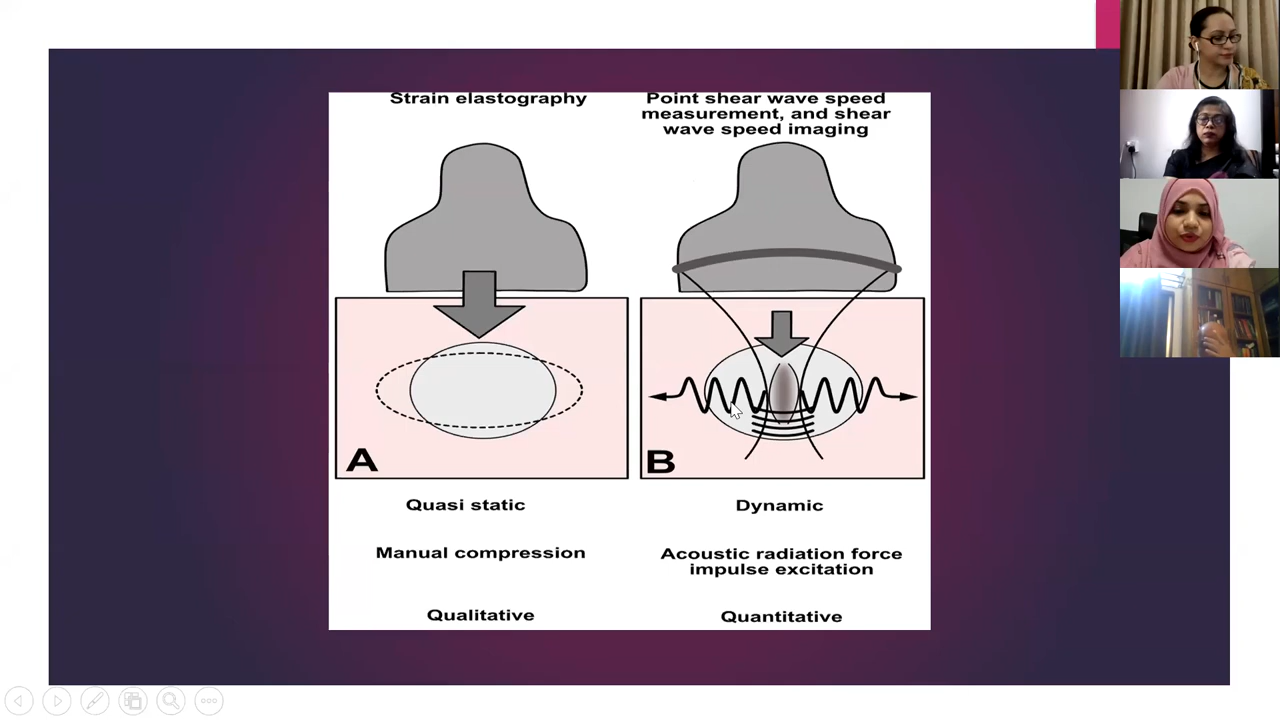 Strain elastography
Point shear wave speed
measurement, and shear
wave speed imaging
A
B
Quasi static
Dynamic
Manual compression
Acoustic radiation force
impulse excitation
Qualitative
Quantitative